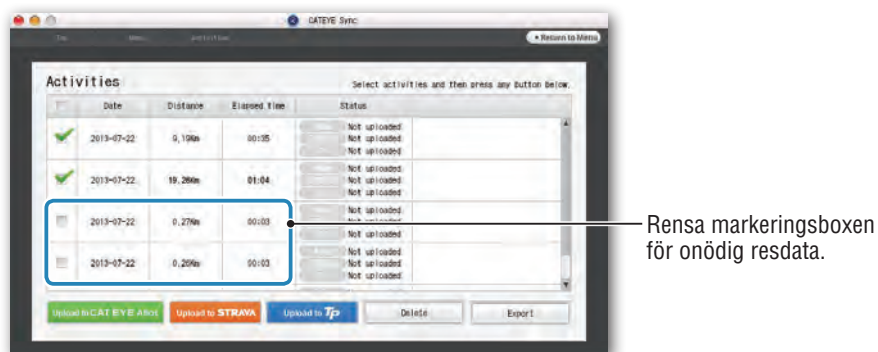 CATEYE Sync
Top Menu Activities
• Return to Menu
Activities
Select activities and then press any button below.
Date Distance Elapsed time Status
Not uploaded
2013-07-22 9,19Km 00:35 Not uploaded
Not uploaded
Not uploaded
2013-07-22 19,26Km 01:04 Not uploaded
Not uploaded
Not uploaded
2013-07-22 0,27Km 00:03 Not uploaded
Not uploaded
Not uploaded
2013-07-22 00:03 Not uploaded
Not uploaded
Upload to CAT EYE Atlas Upload to STRAVA Upload to Tp Delete Export
Rensa markeringsboxen
för onödig resdata.